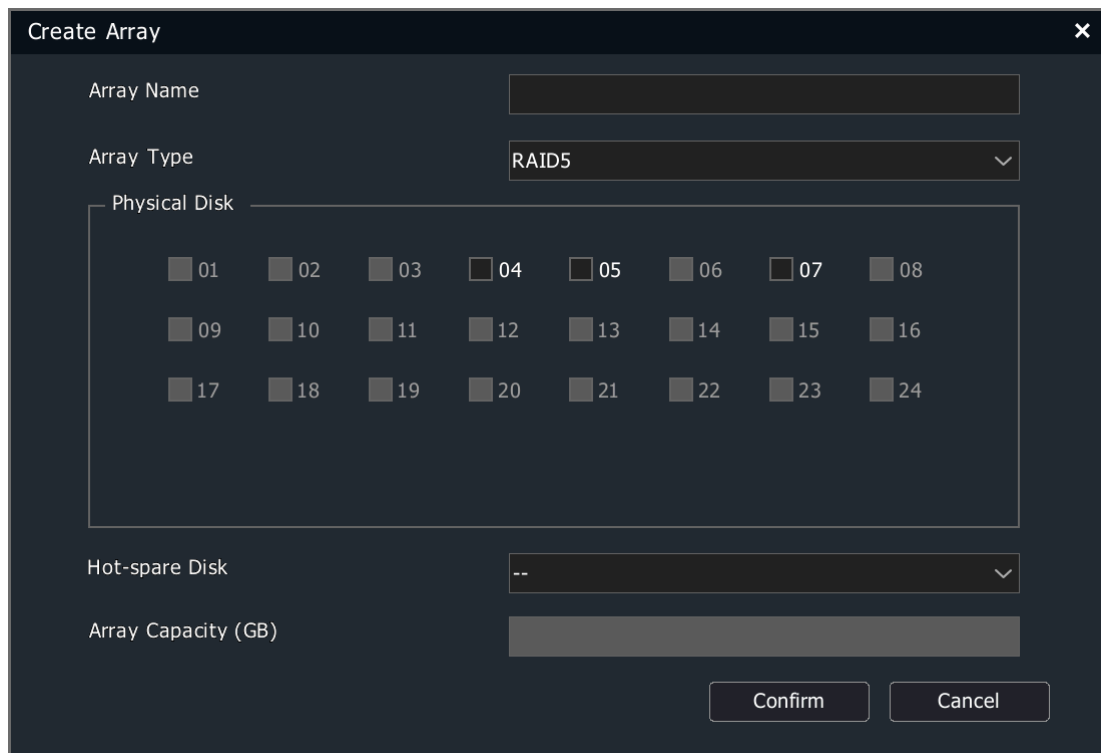 Create Array
Array Name
Array Type RAID5
Physical Disk
01 02 03 04 05 06 07 08
09 10 11 12 13 14 15 16
17 18 19 20 21 22 23 24
Hot-spare Disk --
Array Capacity (GB)
Confirm Cancel